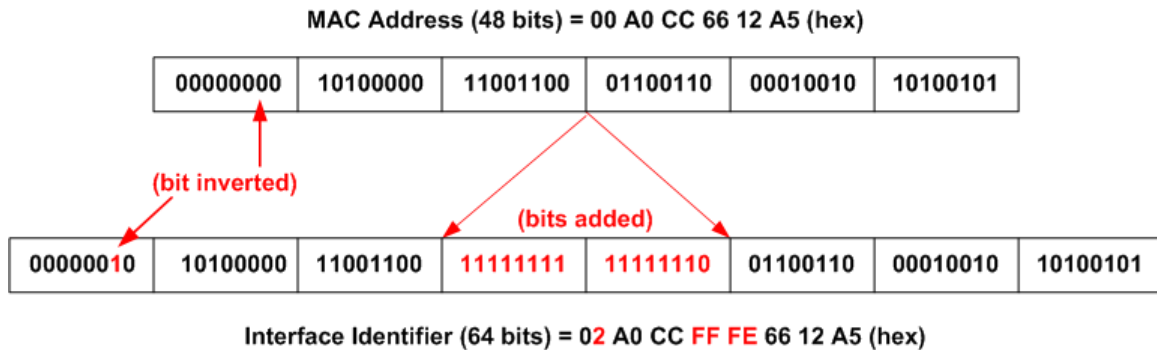 MAC Address (48 bits) = 00 A0 CC 66 12 A5 (hex)
00000000 10100000 11001100 01100110 00010010 10100101
(bit inverted)
(bits added)
00000010 10100000 11001100 11111111 11111110 01100110 00010010 10100101
Interface Identifier (64 bits) = 02 A0 CC FF FE 66 12 A5 (hex)